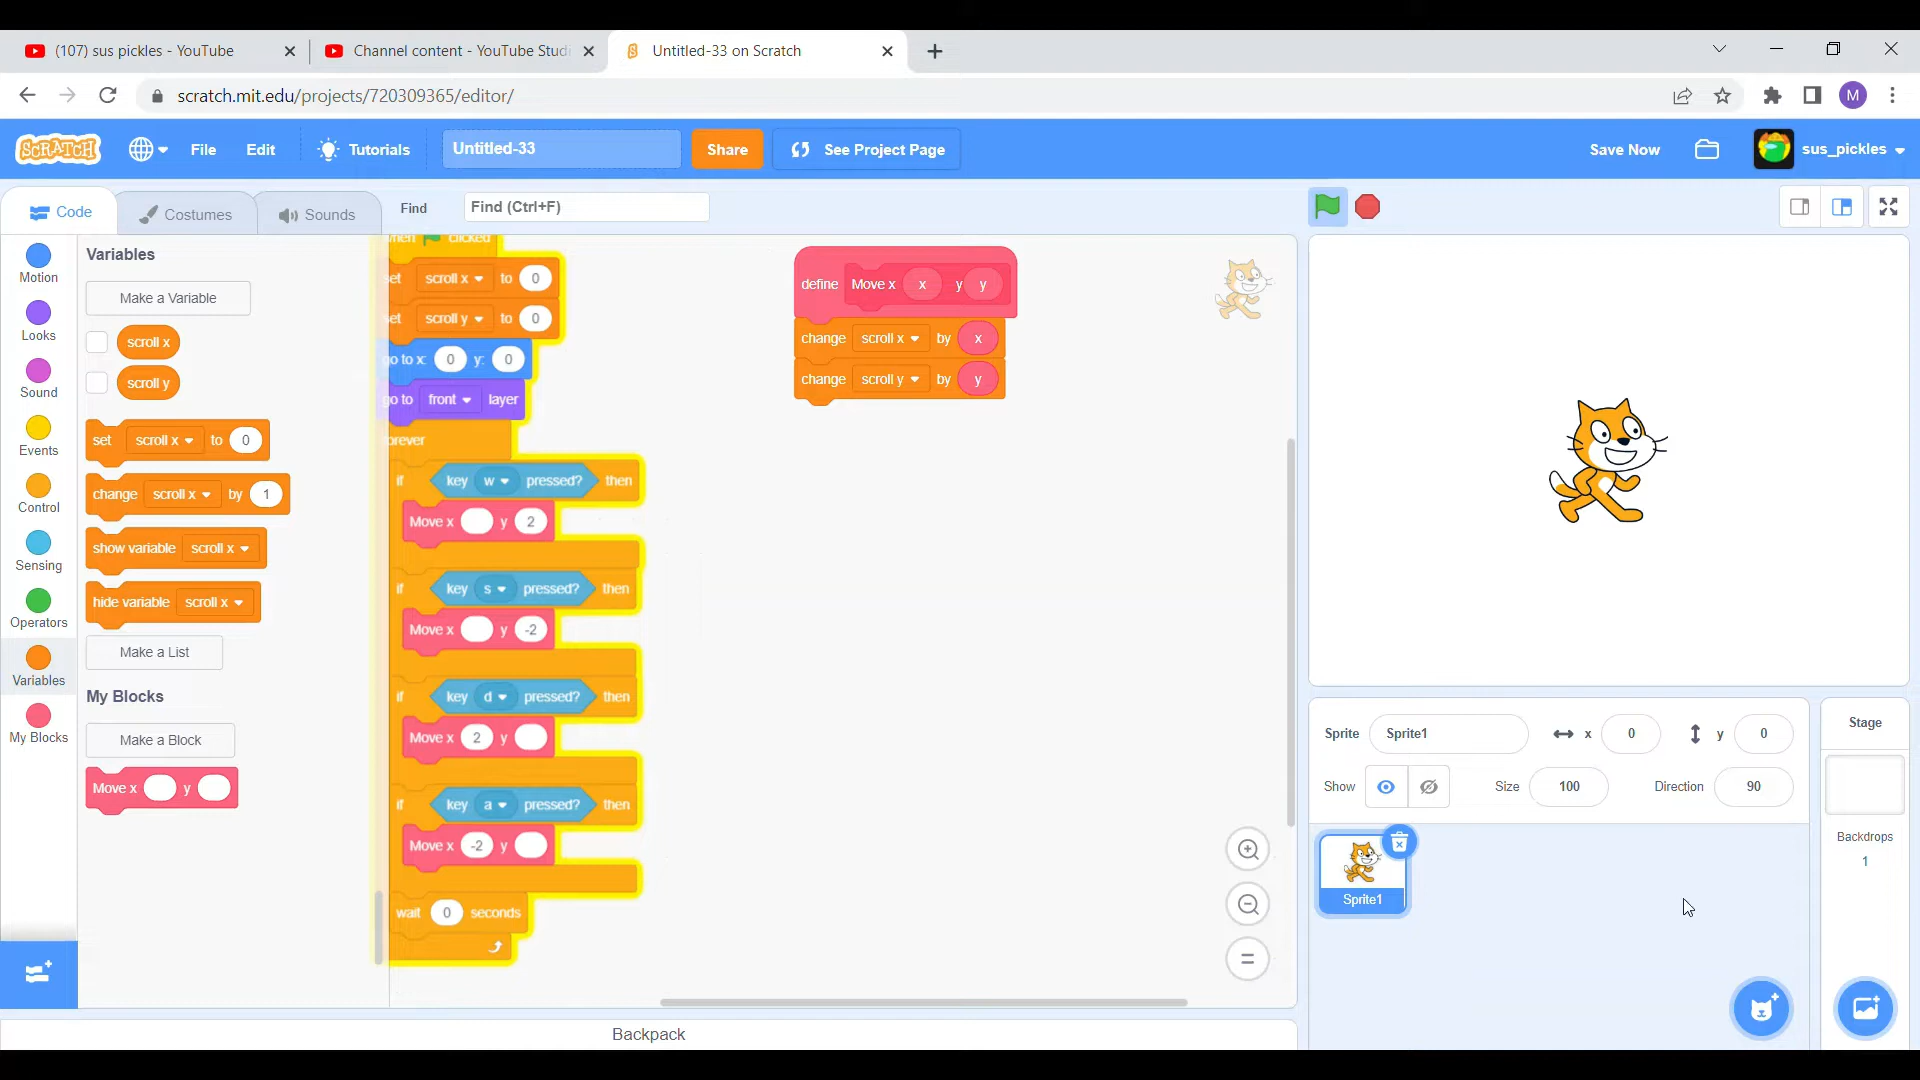 (107) sus pickles - YouTube
Channel content - YouTube Studi
Untitled-33 on Scratch
scratch.mit.edu/projects/720309365/editor/
M
SCRATCH
File
Edit
Tutorials
Untitled-33
Share
See Project Page
Save Now
sus_pickles
Code
Costumes
Sounds
Find
Find (Ctrl+F)
Motion
Looks
Sound
Events
Control
Sensing
Operators
Variables
My Blocks
Variables
Make a Variable
scroll x
scroll y
set scroll x to 0
change scroll x by 1
show variable scroll x
hide variable scroll x
Make a List
My Blocks
Make a Block
Move x y
when clicked
set scroll x to 0
set scroll y to 0
go to x: 0 y: 0
go to front layer
forever
if key w pressed? then
Move x y 2
if key s pressed? then
Move x y -2
if key d pressed? then
Move x 2 y
if key a pressed? then
Move x -2 y
wait 0 seconds
define Move x x y y
change scroll x by x
change scroll y by y
Backpack
Sprite Sprite1 x 0 y 0
Show Size 100 Direction 90
Sprite1
Stage
Backdrops
1